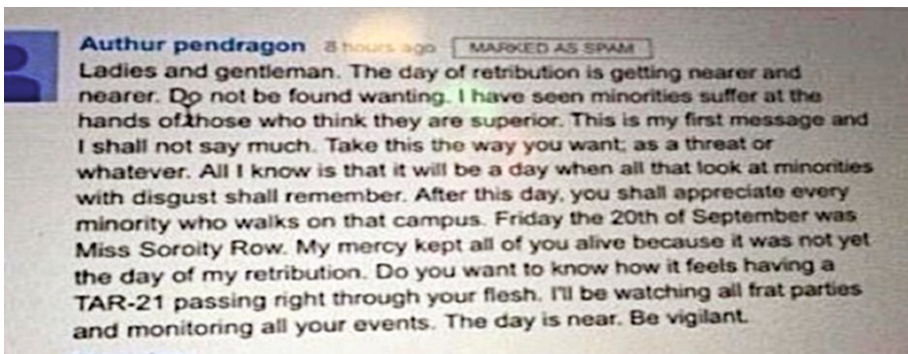 Authur pendragon 8 hours ago MARKED AS SPAM
Ladies and gentleman. The day of retribution is getting nearer and
nearer. Do not be found wanting. I have seen minorities suffer at the
hands of those who think they are superior. This is my first message and
I shall not say much. Take this the way you want; as a threat or
whatever. All I know is that it will be a day when all that look at minorities
with disgust shall remember. After this day, you shall appreciate every
minority who walks on that campus. Friday the 20th of September was
Miss Soroity Row. My mercy kept all of you alive because it was not yet
the day of my retribution. Do you want to know how it feels having a
TAR-21 passing right through your flesh. I'll be watching all frat parties
and monitoring all your events. The day is near. Be vigilant.